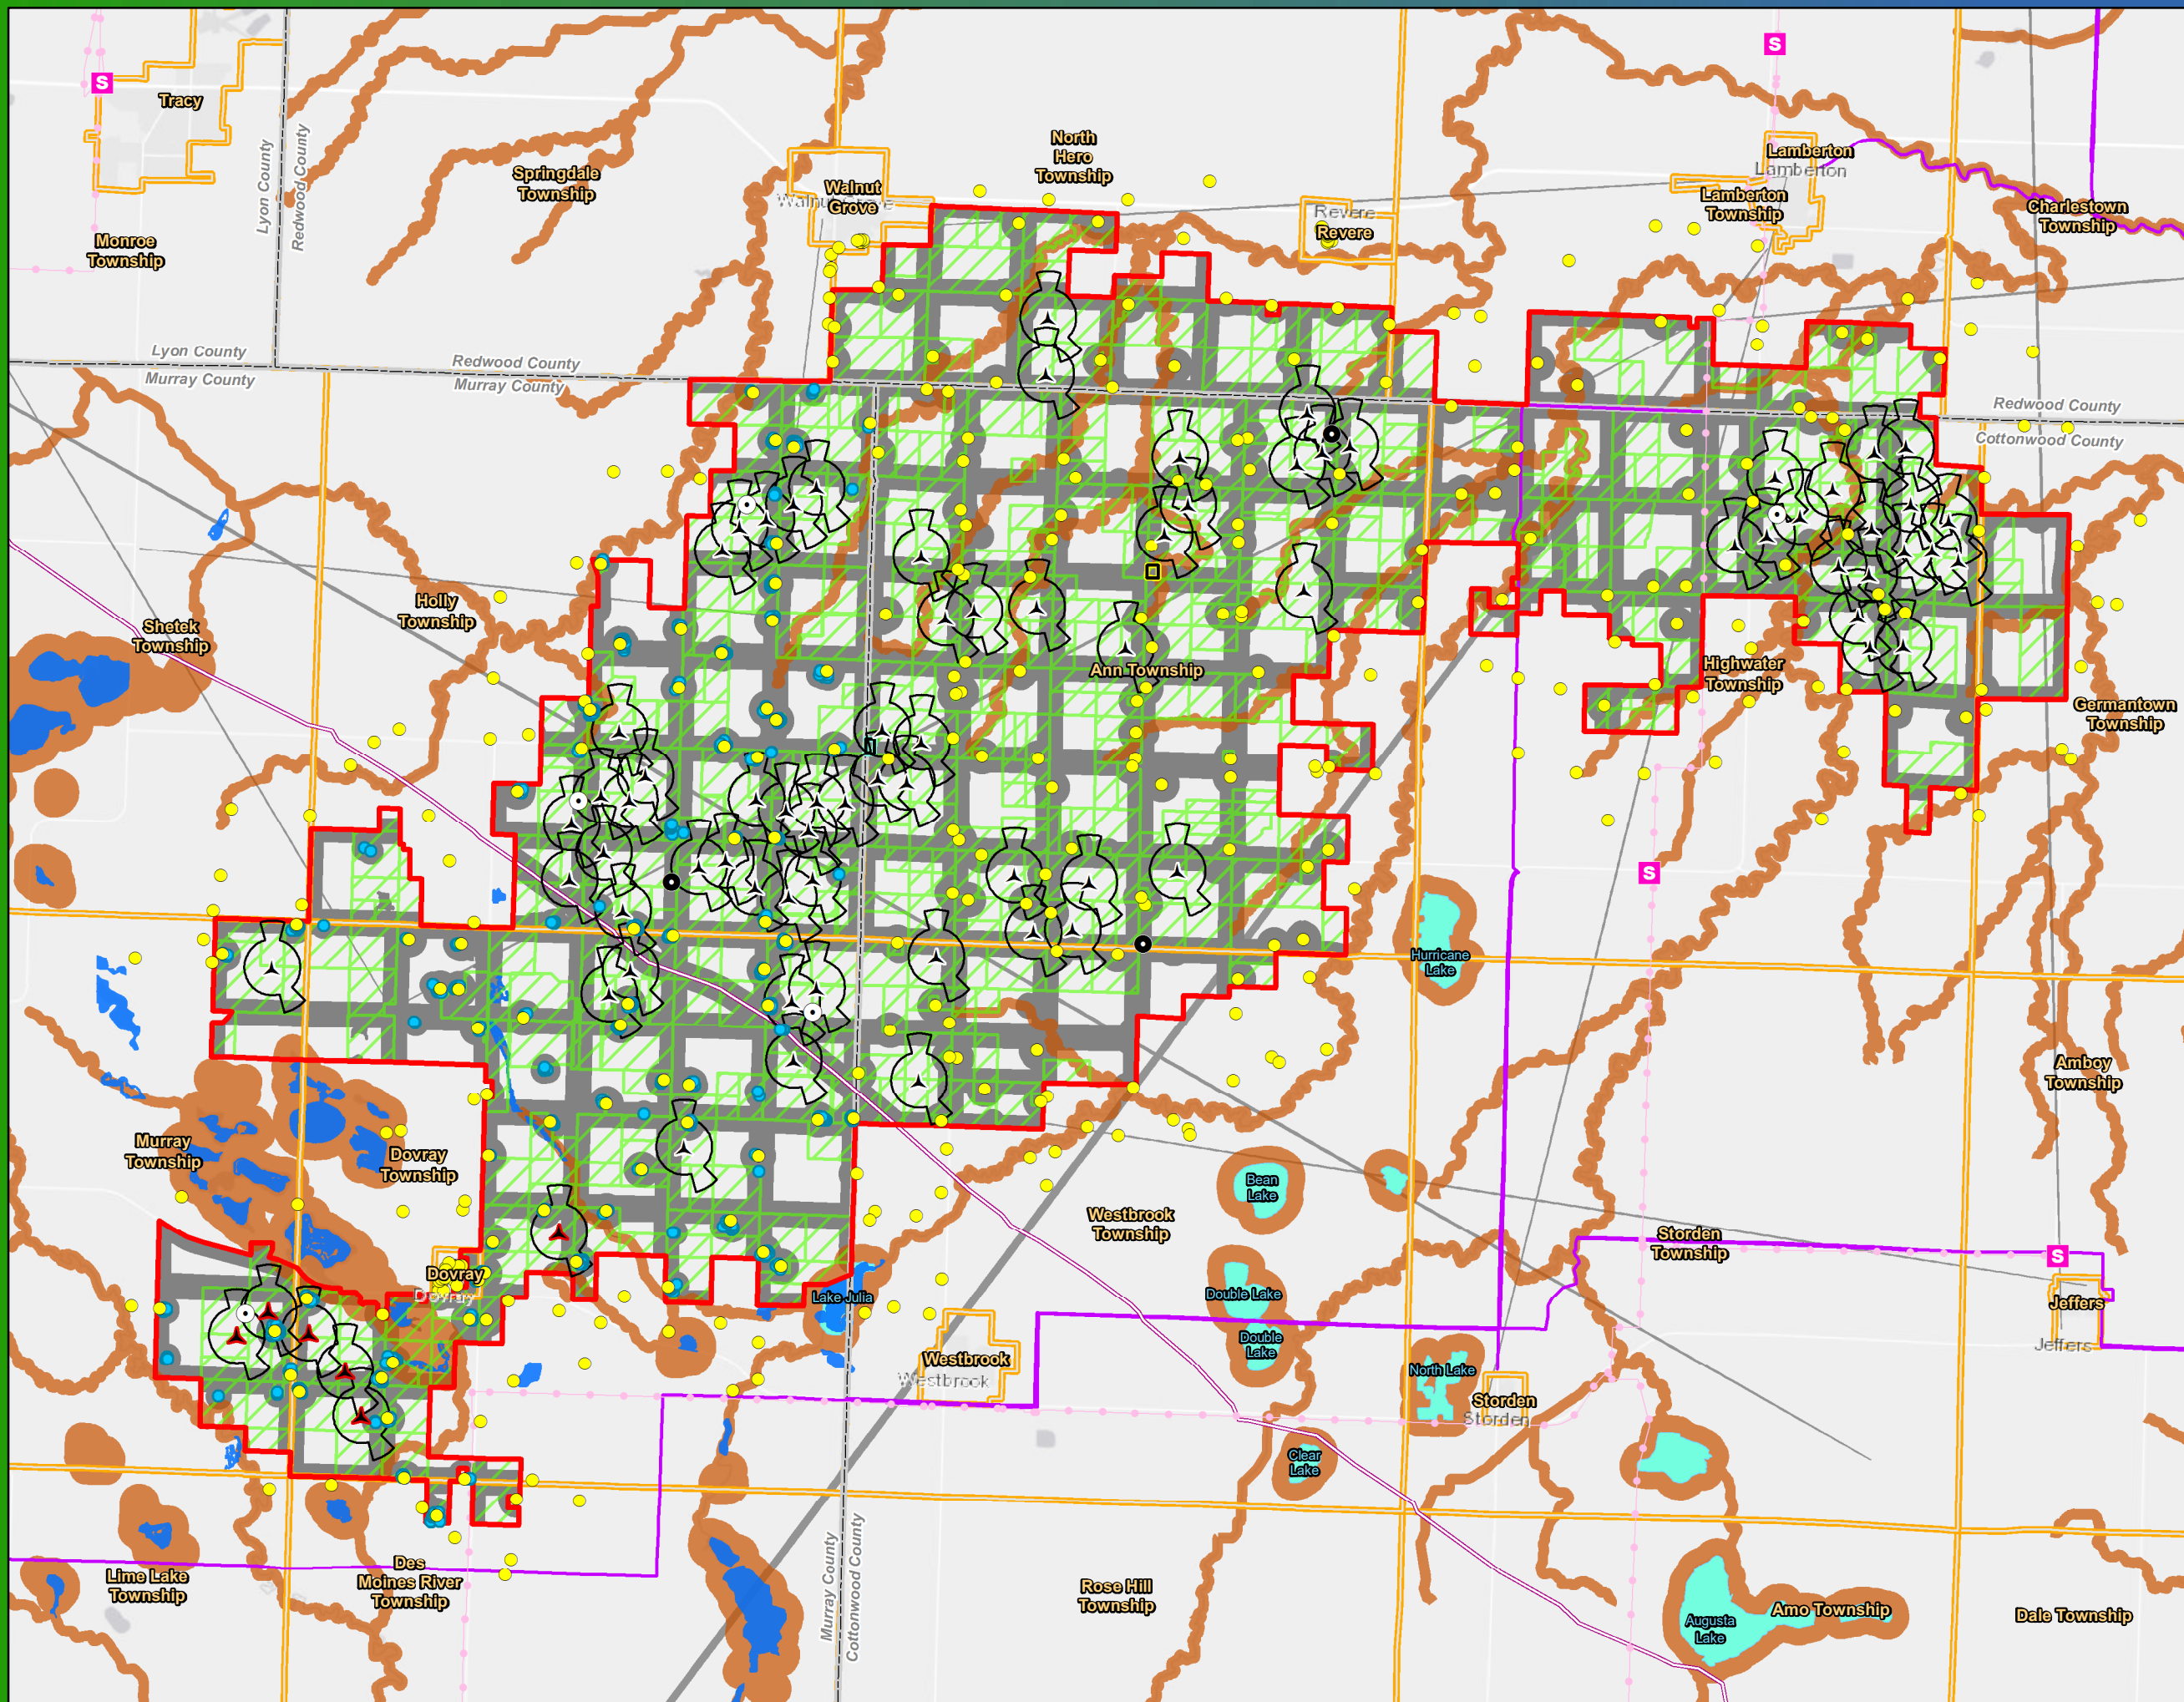 S
S
Tracy
North
Hero
Township
Lamberton
Lamberton
Springdale
Township
Walnut
Grove
Walnut Grove
Lyon County
Redwood County
Lamberton
Township
Revere
Revere
Charlestown
Township
Monroe
Township
Lyon County
Redwood County
Murray County
Murray County
Redwood County
Cottonwood County
Holly
Township
Shetek
Township
Ann Township
Highwater
Township
Germantown
Township
S
Hurricane
Lake
Amboy
Township
Murray
Township
Dovray
Township
Bean
Lake
Westbrook
Township
Storden
Township
S
Dovray
Dovray
Lake Julia
Double Lake
Double
Lake
Jeffers
Jeffers
Westbrook
Westbrook
North Lake
Storden
Storden
Clear
Lake
Murray County
Cottonwood County
Lime Lake
Township
Des
Moines River
Township
Rose Hill
Township
Augusta
Lake
Amo Township
Dale Township